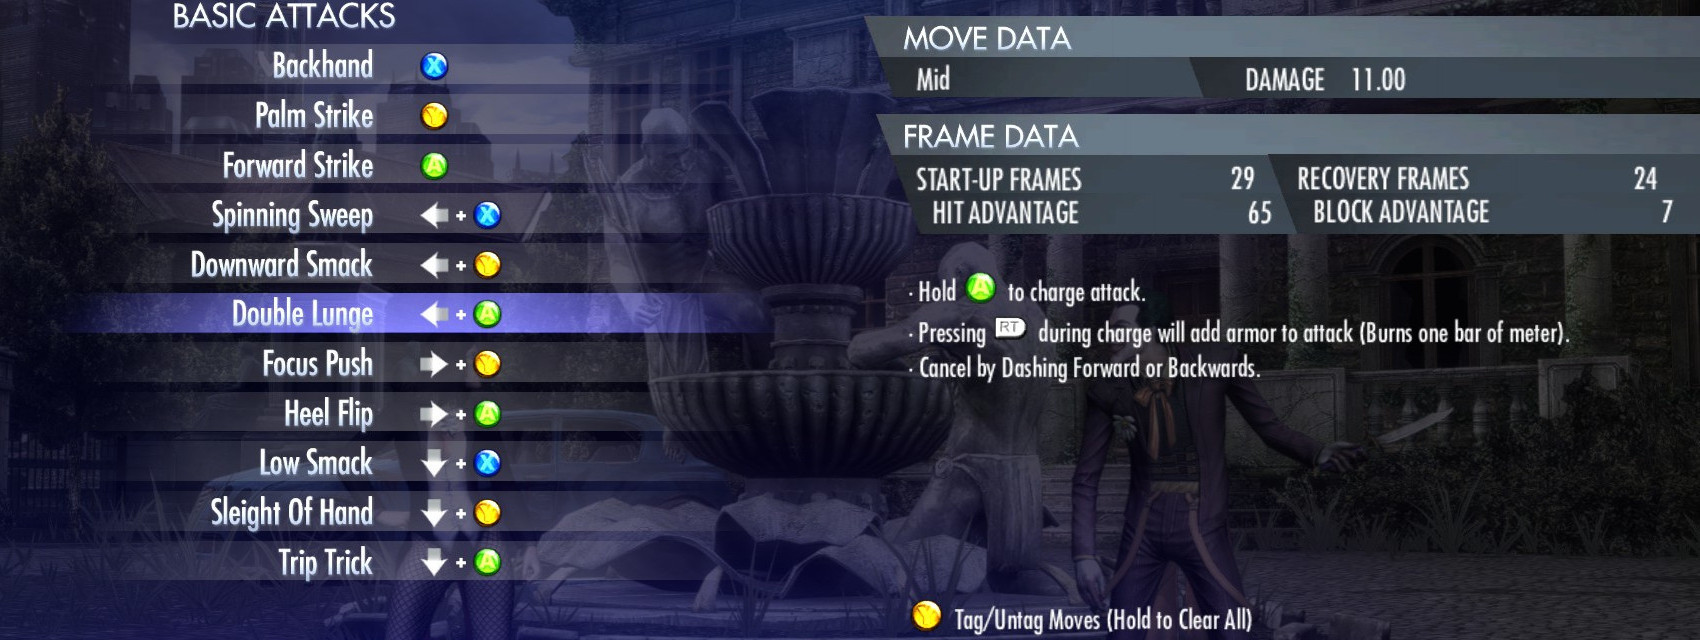 BASIC ATTACKS
Backhand X
Palm Strike Y
Forward Strike A
Spinning Sweep + X
Downward Smack + Y
Double Lunge + A
Focus Push + Y
Heel Flip + A
Low Smack + X
Sleight Of Hand + Y
Trip Trick + A
MOVE DATA
Mid DAMAGE 11.00
FRAME DATA
START-UP FRAMES 29 RECOVERY FRAMES 24
HIT ADVANTAGE 65 BLOCK ADVANTAGE 7
· Hold A to charge attack.
· Pressing RT during charge will add armor to attack (Burns one bar of meter).
· Cancel by Dashing Forward or Backwards.
Y Tag/Untag Moves (Hold to Clear All)